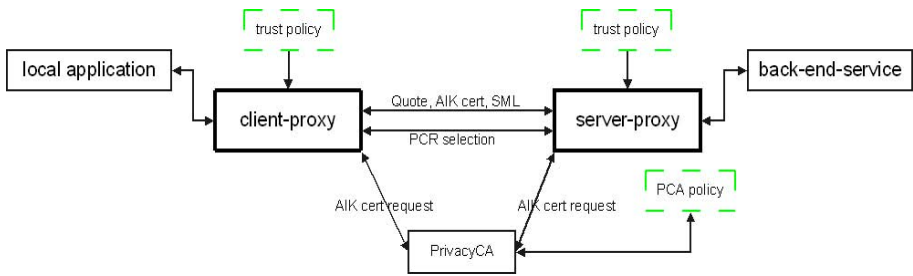 trust policy
trust policy
local application
back-end-service
client-proxy
Quote, AIK cert, SML
server-proxy
PCR selection
PCA policy
AIK cert request
AIK cert request
PrivacyCA